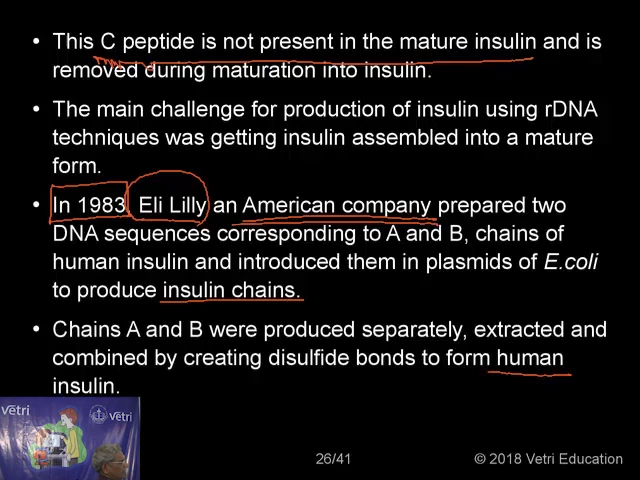 • This C peptide is not present in the mature insulin and is
removed during maturation into insulin.
• The main challenge for production of insulin using rDNA
techniques was getting insulin assembled into a mature
form.
• In 1983, Eli Lilly an American company prepared two
DNA sequences corresponding to A and B, chains of
human insulin and introduced them in plasmids of E.coli
to produce insulin chains.
• Chains A and B were produced separately, extracted and
combined by creating disulfide bonds to form human
insulin.
Vetri
Vetri
26/41
© 2018 Vetri Education